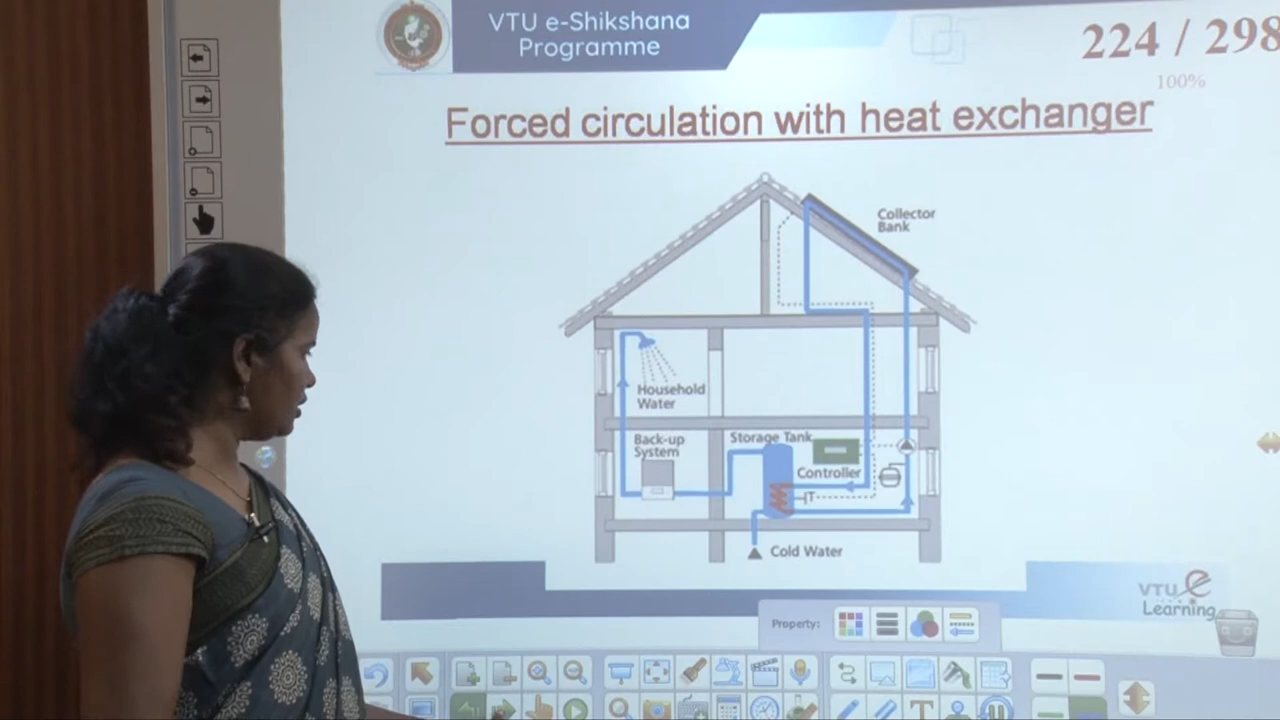 VTU e-Shikshana
Programme
224 / 298
100%
Forced circulation with heat exchanger
Collector
Bank
Household
Water
Back-up
System
Storage Tank
Controller
T
Cold Water
VTU e
Learning
Property:
T